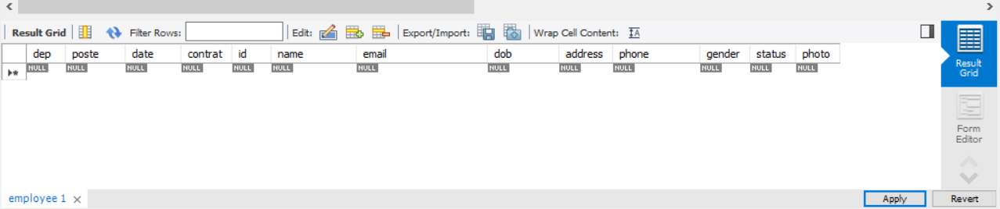 Result Grid Filter Rows: Edit: Export/Import: Wrap Cell Content:
dep poste date contrat id name email dob address phone gender status photo
NULL NULL NULL NULL NULL NULL NULL NULL NULL NULL NULL NULL NULL
Result
Grid
Form
Editor
employee 1 Apply Revert